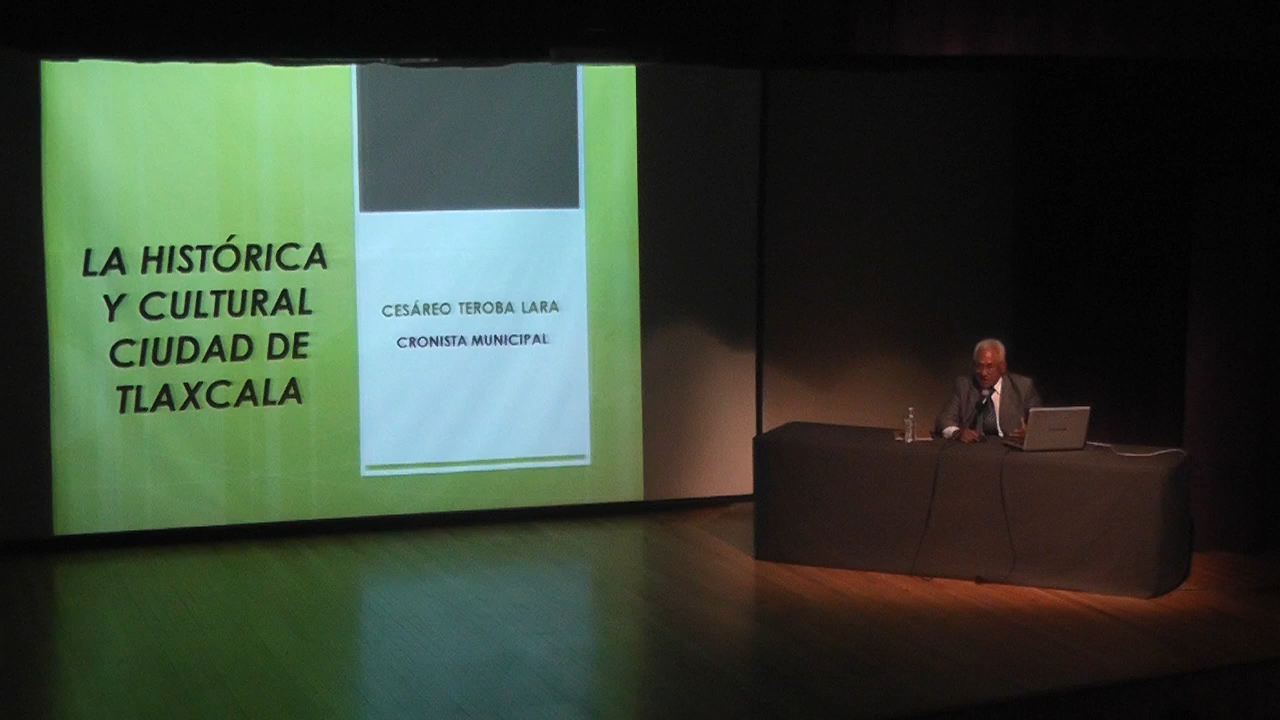 LA HISTÓRICA
Y CULTURAL
CIUDAD DE
TLAXCALA
CESÁREO TEROBA LARA
CRONISTA MUNICIPAL